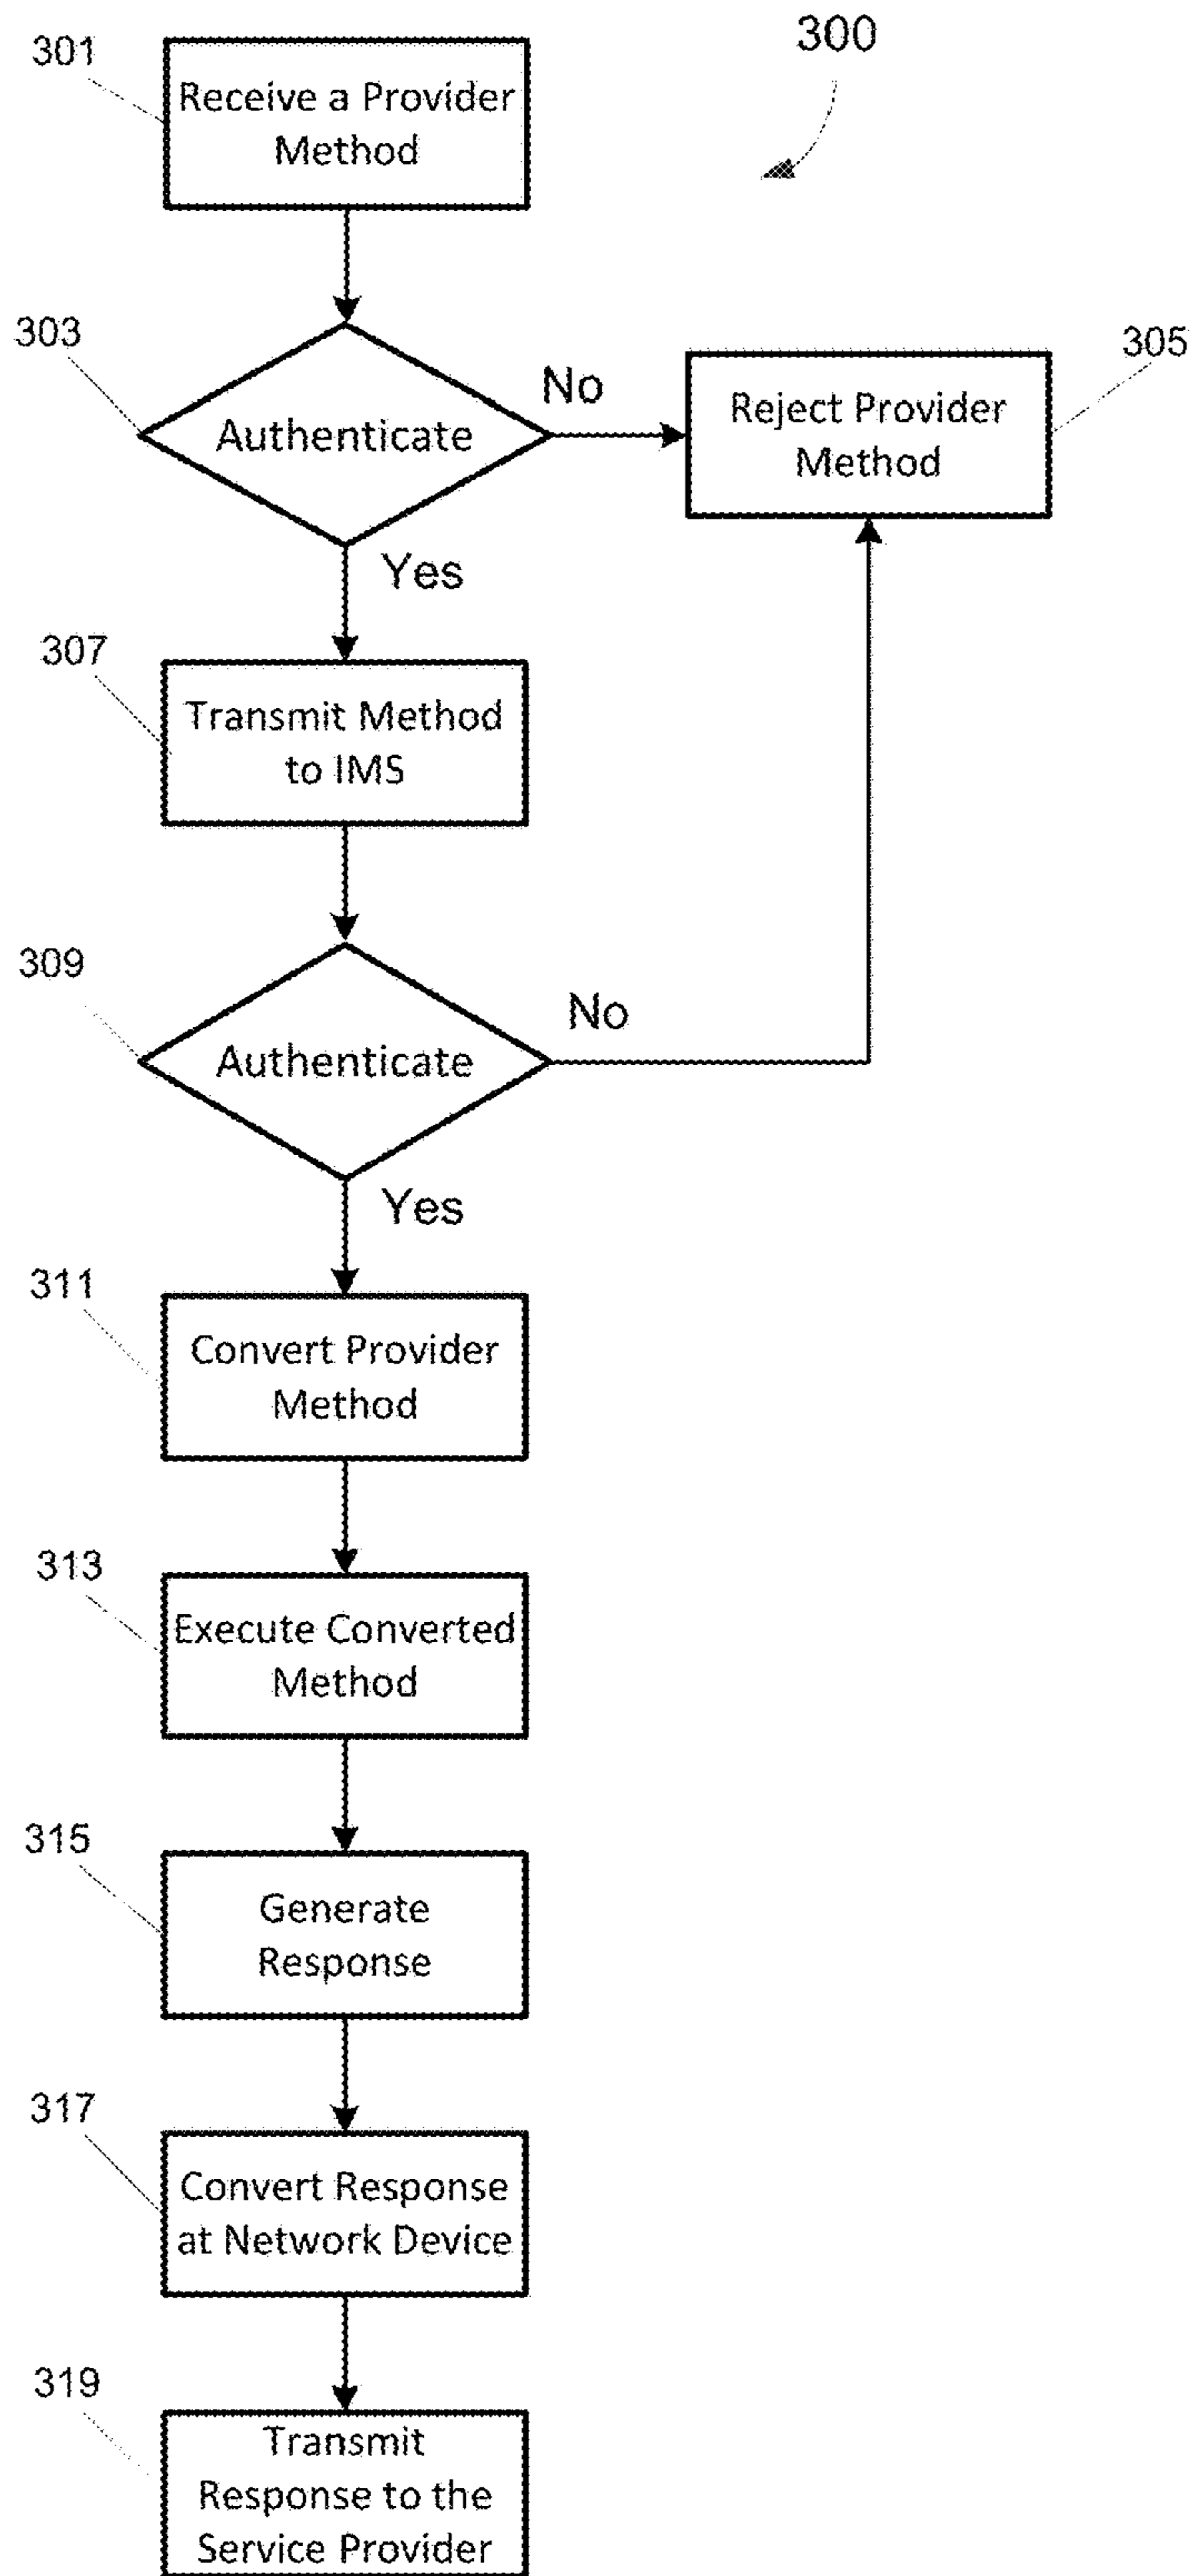 300
301
Receive a Provider
Method
303
Authenticate
No
305
Reject Provider
Method
Yes
307
Transmit Method
to IMS
309
Authenticate
No
Yes
311
Convert Provider
Method
313
Execute Converted
Method
315
Generate
Response
317
Convert Response
at Network Device
319
Transmit
Response to the
Service Provider